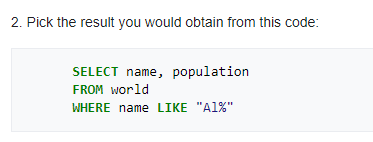 2. Pick the result you would obtain from this code:
SELECT name, population
FROM world
WHERE name LIKE "Al%"